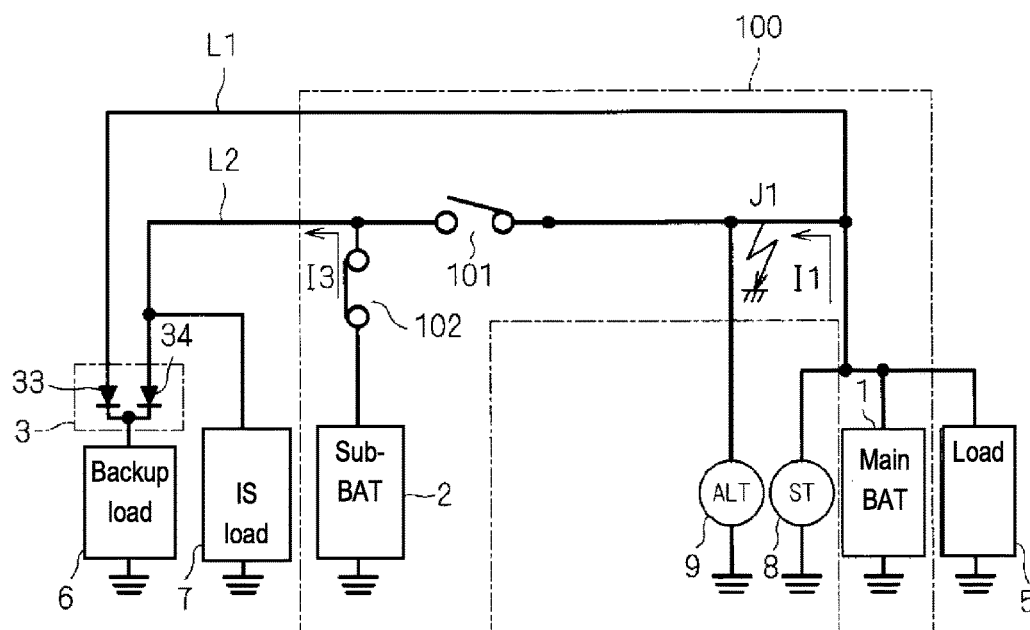 L1
100
L2
J1
101
I3
I1
102
33
34
3
1
Backup
load
IS
load
Sub-
BAT
2
ALT
ST
Main
BAT
Load
6
7
9
8
5